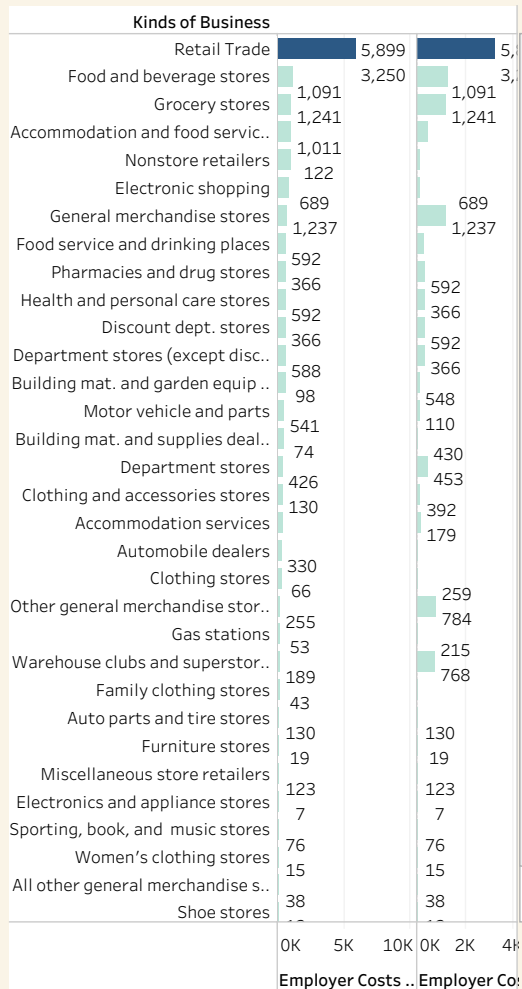 Kinds of Business
Retail Trade 5,899 5,
3,250 3,
Food and beverage stores
1,091 1,091
Grocery stores
1,241 1,241
Accommodation and food servic..
1,011
Nonstore retailers
122
Electronic shopping
689 689
General merchandise stores
1,237 1,237
Food service and drinking places
592
Pharmacies and drug stores
366 592
Health and personal care stores
592 366
Discount dept. stores
366 592
Department stores (except disc..
588 366
Building mat. and garden equip ..
98 548
Motor vehicle and parts
541 110
Building mat. and supplies deal..
74 430
Department stores
426 453
Clothing and accessories stores
130 392
Accommodation services
179
Automobile dealers
330
Clothing stores
66 259
Other general merchandise stor..
255 784
Gas stations
53 215
Warehouse clubs and superstor..
189 768
Family clothing stores
43
Auto parts and tire stores
130 130
Furniture stores
19 19
Miscellaneous store retailers
123 123
Electronics and appliance stores
7 7
Sporting, book, and music stores
76 76
Women's clothing stores
15 15
All other general merchandise s..
38 38
Shoe stores
0K 5K 10K 0K 2K 4K
Employer Costs .. Employer Co